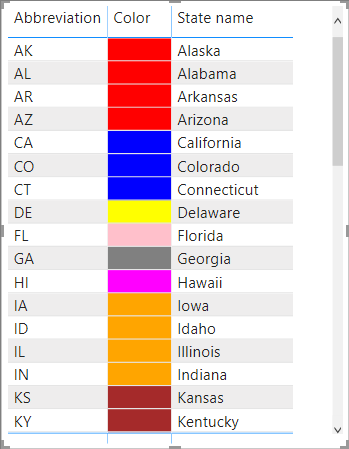 Abbreviation Color State name
AK Alaska
AL Alabama
AR Arkansas
AZ Arizona
CA California
CO Colorado
CT Connecticut
DE Delaware
FL Florida
GA Georgia
HI Hawaii
IA Iowa
ID Idaho
IL Illinois
IN Indiana
KS Kansas
KY Kentucky